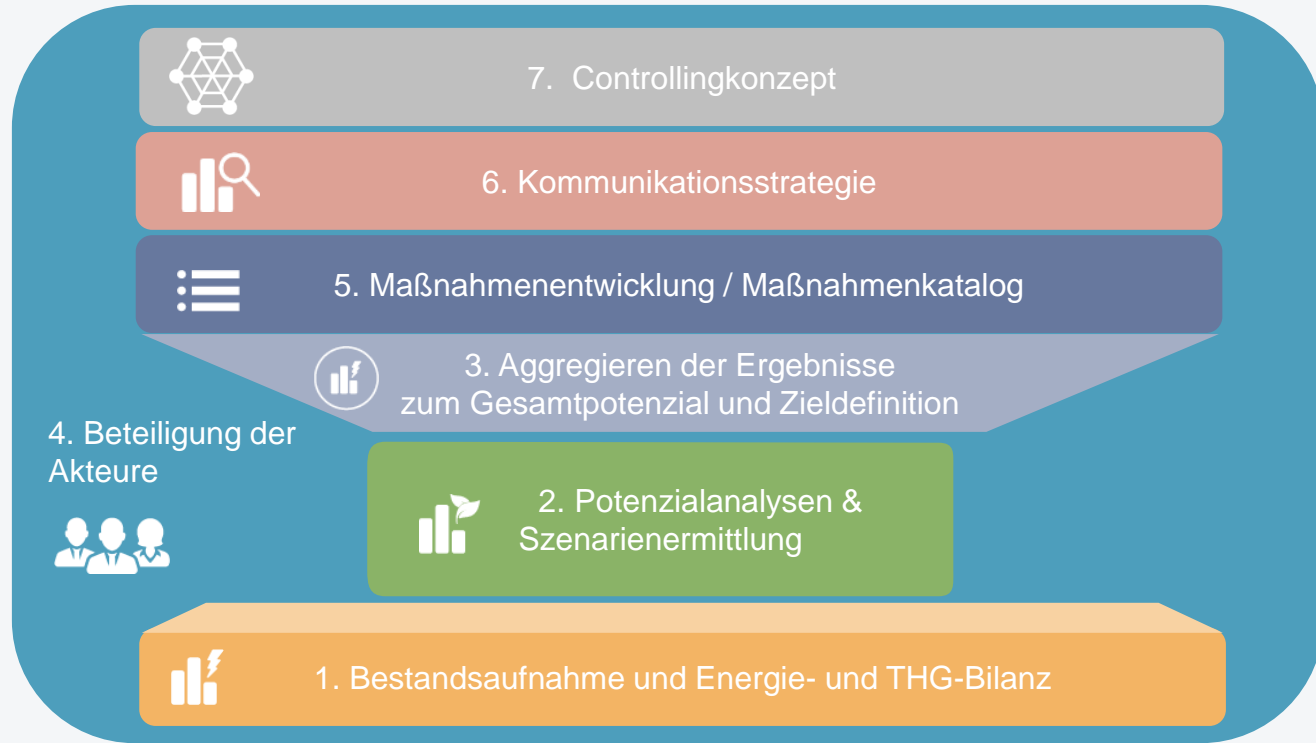 7. Controllingkonzept
6. Kommunikationsstrategie
5. Maßnahmenentwicklung / Maßnahmenkatalog
3. Aggregieren der Ergebnisse
zum Gesamtpotenzial und Zieldefinition
4. Beteiligung der
Akteure
2. Potenzialanalysen &
Szenarienermittlung
1. Bestandsaufnahme und Energie- und THG-Bilanz